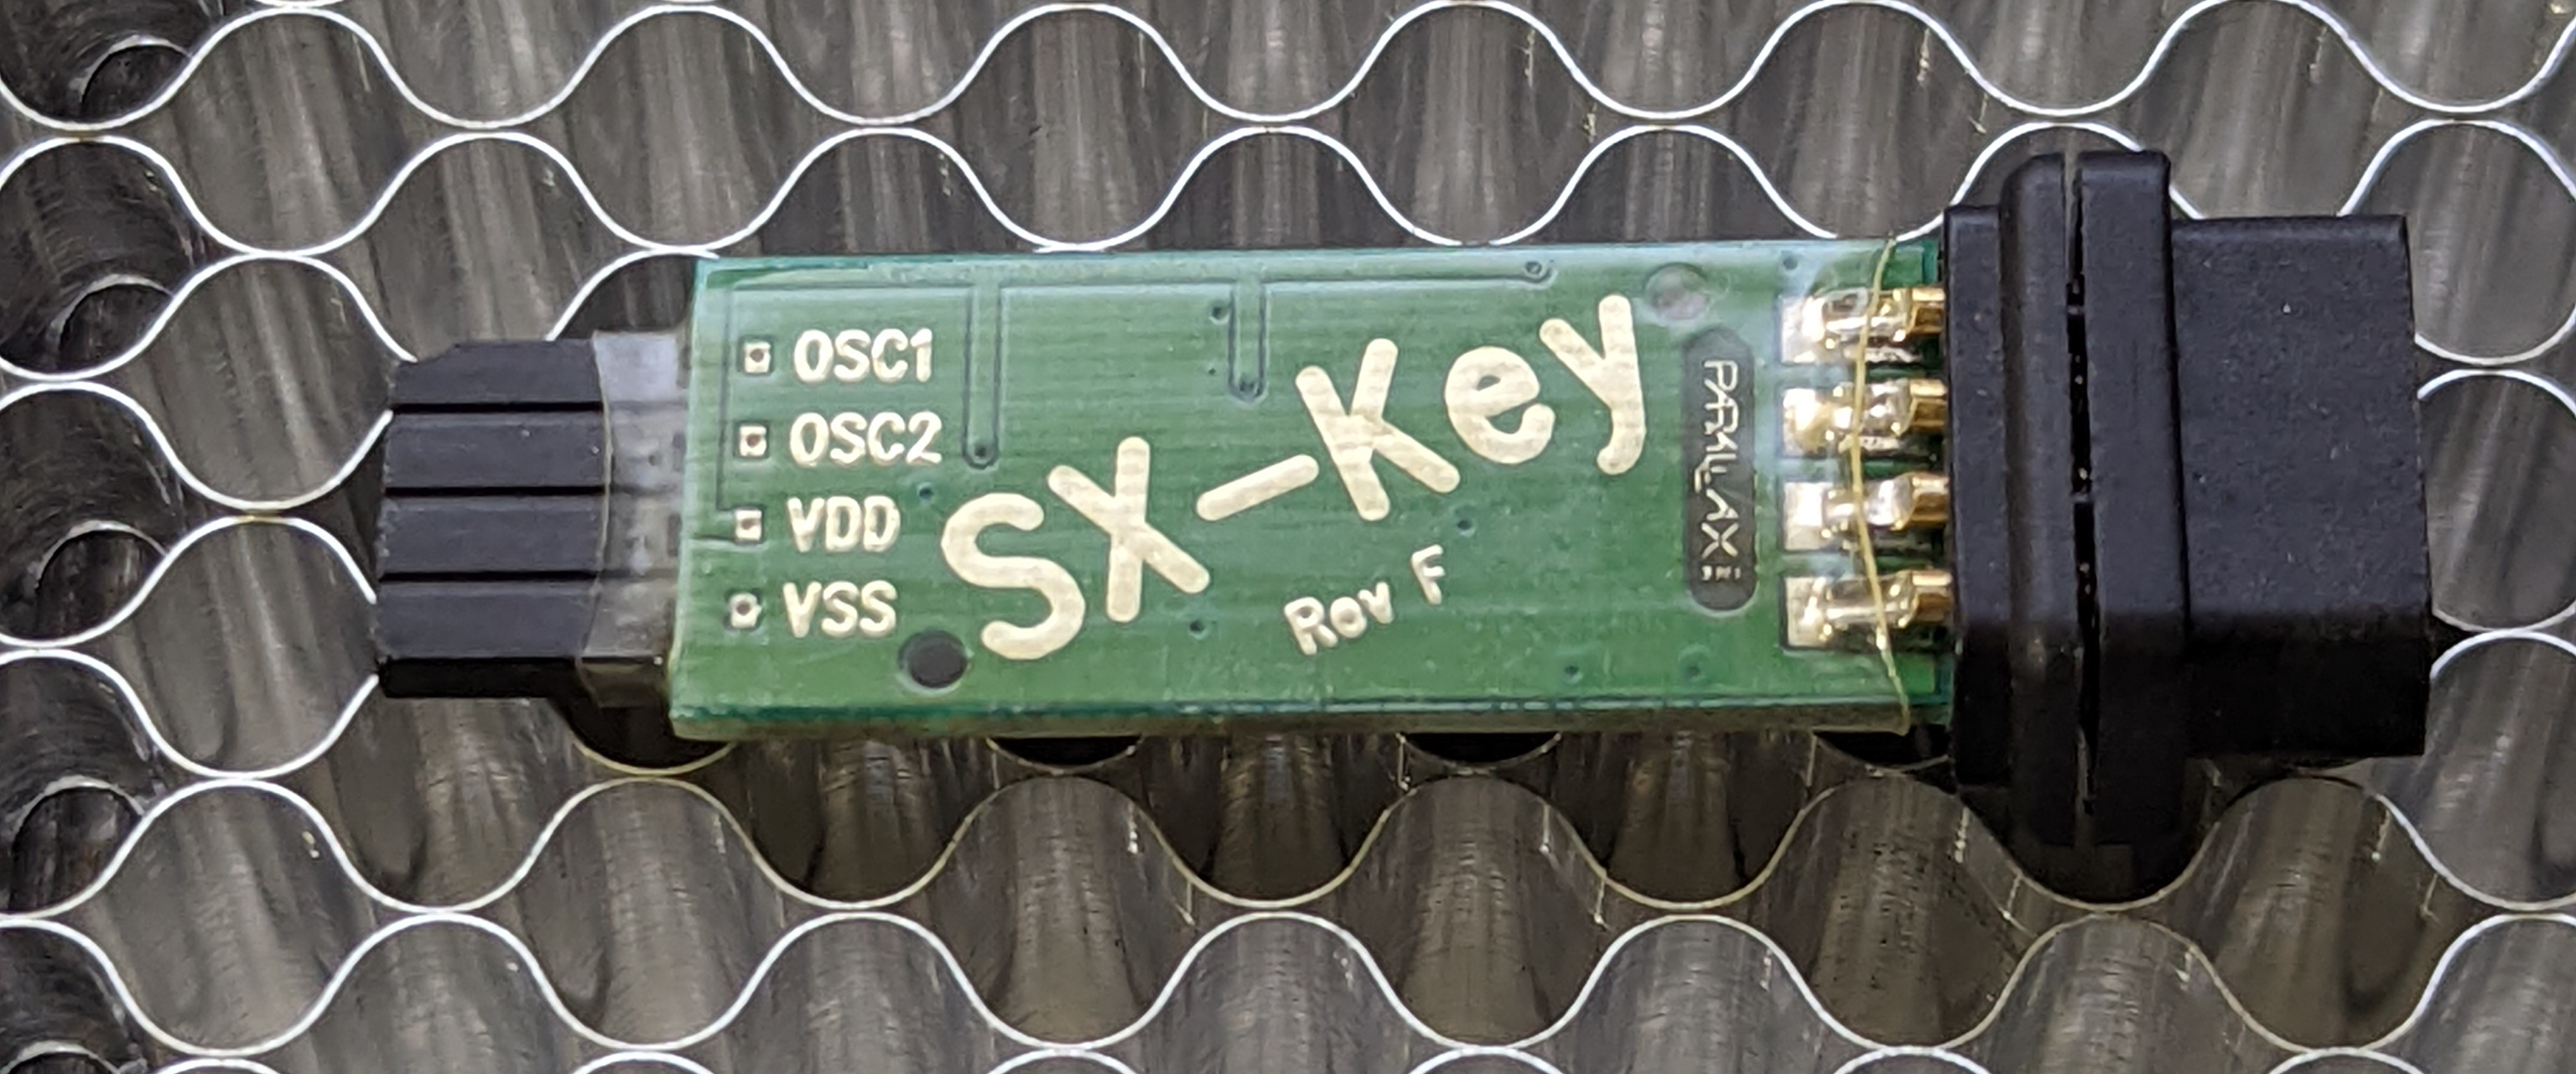 OSC1
OSC2
VDD
VSS
SX-Key
Rev F
PARALLAX